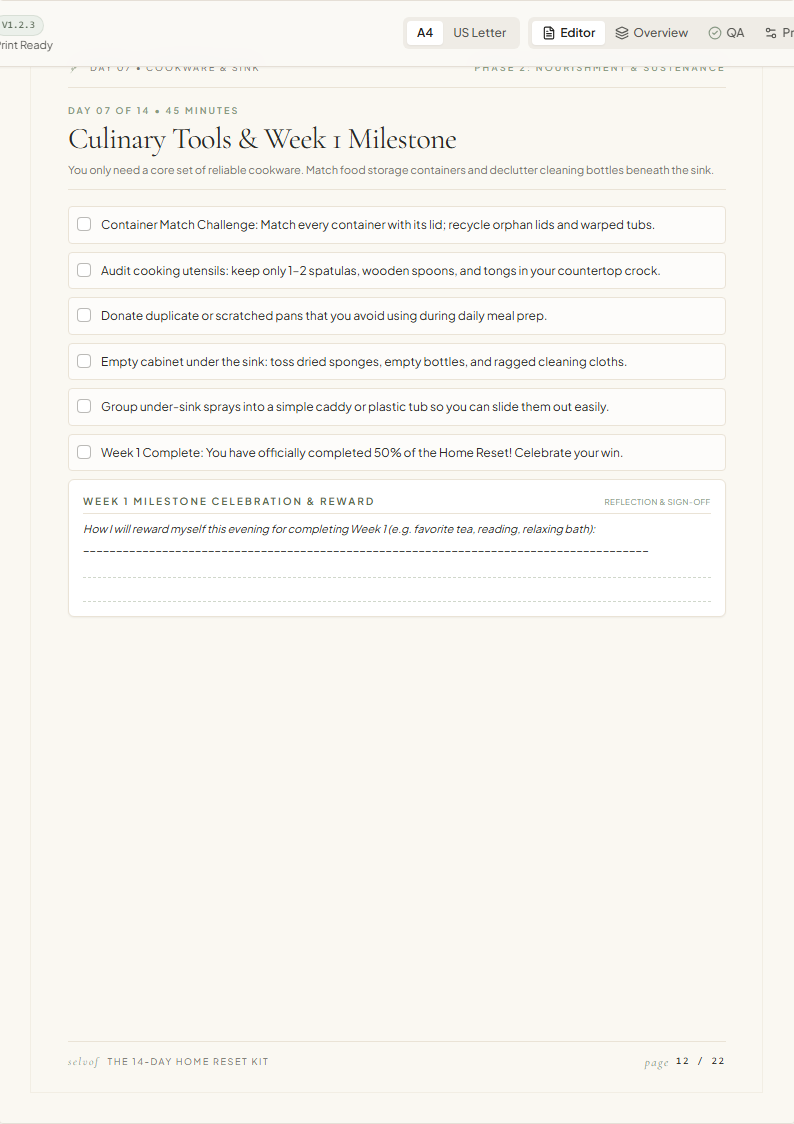 V1.2.3
Print Ready
A4 US Letter Editor Overview QA
DAY 07 • COOKWARE & SINK PHASE 2: NOURISHMENT & SUSTENANCE
DAY 07 OF 14 • 45 MINUTES
Culinary Tools & Week 1 Milestone
You only need a core set of reliable cookware. Match food storage containers and declutter cleaning bottles beneath the sink.
Container Match Challenge: Match every container with its lid; recycle orphan lids and warped tubs.
Audit cooking utensils: keep only 1–2 spatulas, wooden spoons, and tongs in your countertop crock.
Donate duplicate or scratched pans that you avoid using during daily meal prep.
Empty cabinet under the sink: toss dried sponges, empty bottles, and ragged cleaning cloths.
Group under-sink sprays into a simple caddy or plastic tub so you can slide them out easily.
Week 1 Complete: You have officially completed 50% of the Home Reset! Celebrate your win.
WEEK 1 MILESTONE CELEBRATION & REWARD REFLECTION & SIGN-OFF
How I will reward myself this evening for completing Week 1 (e.g. favorite tea, reading, relaxing bath):
selvof THE 14-DAY HOME RESET KIT page 12 / 22